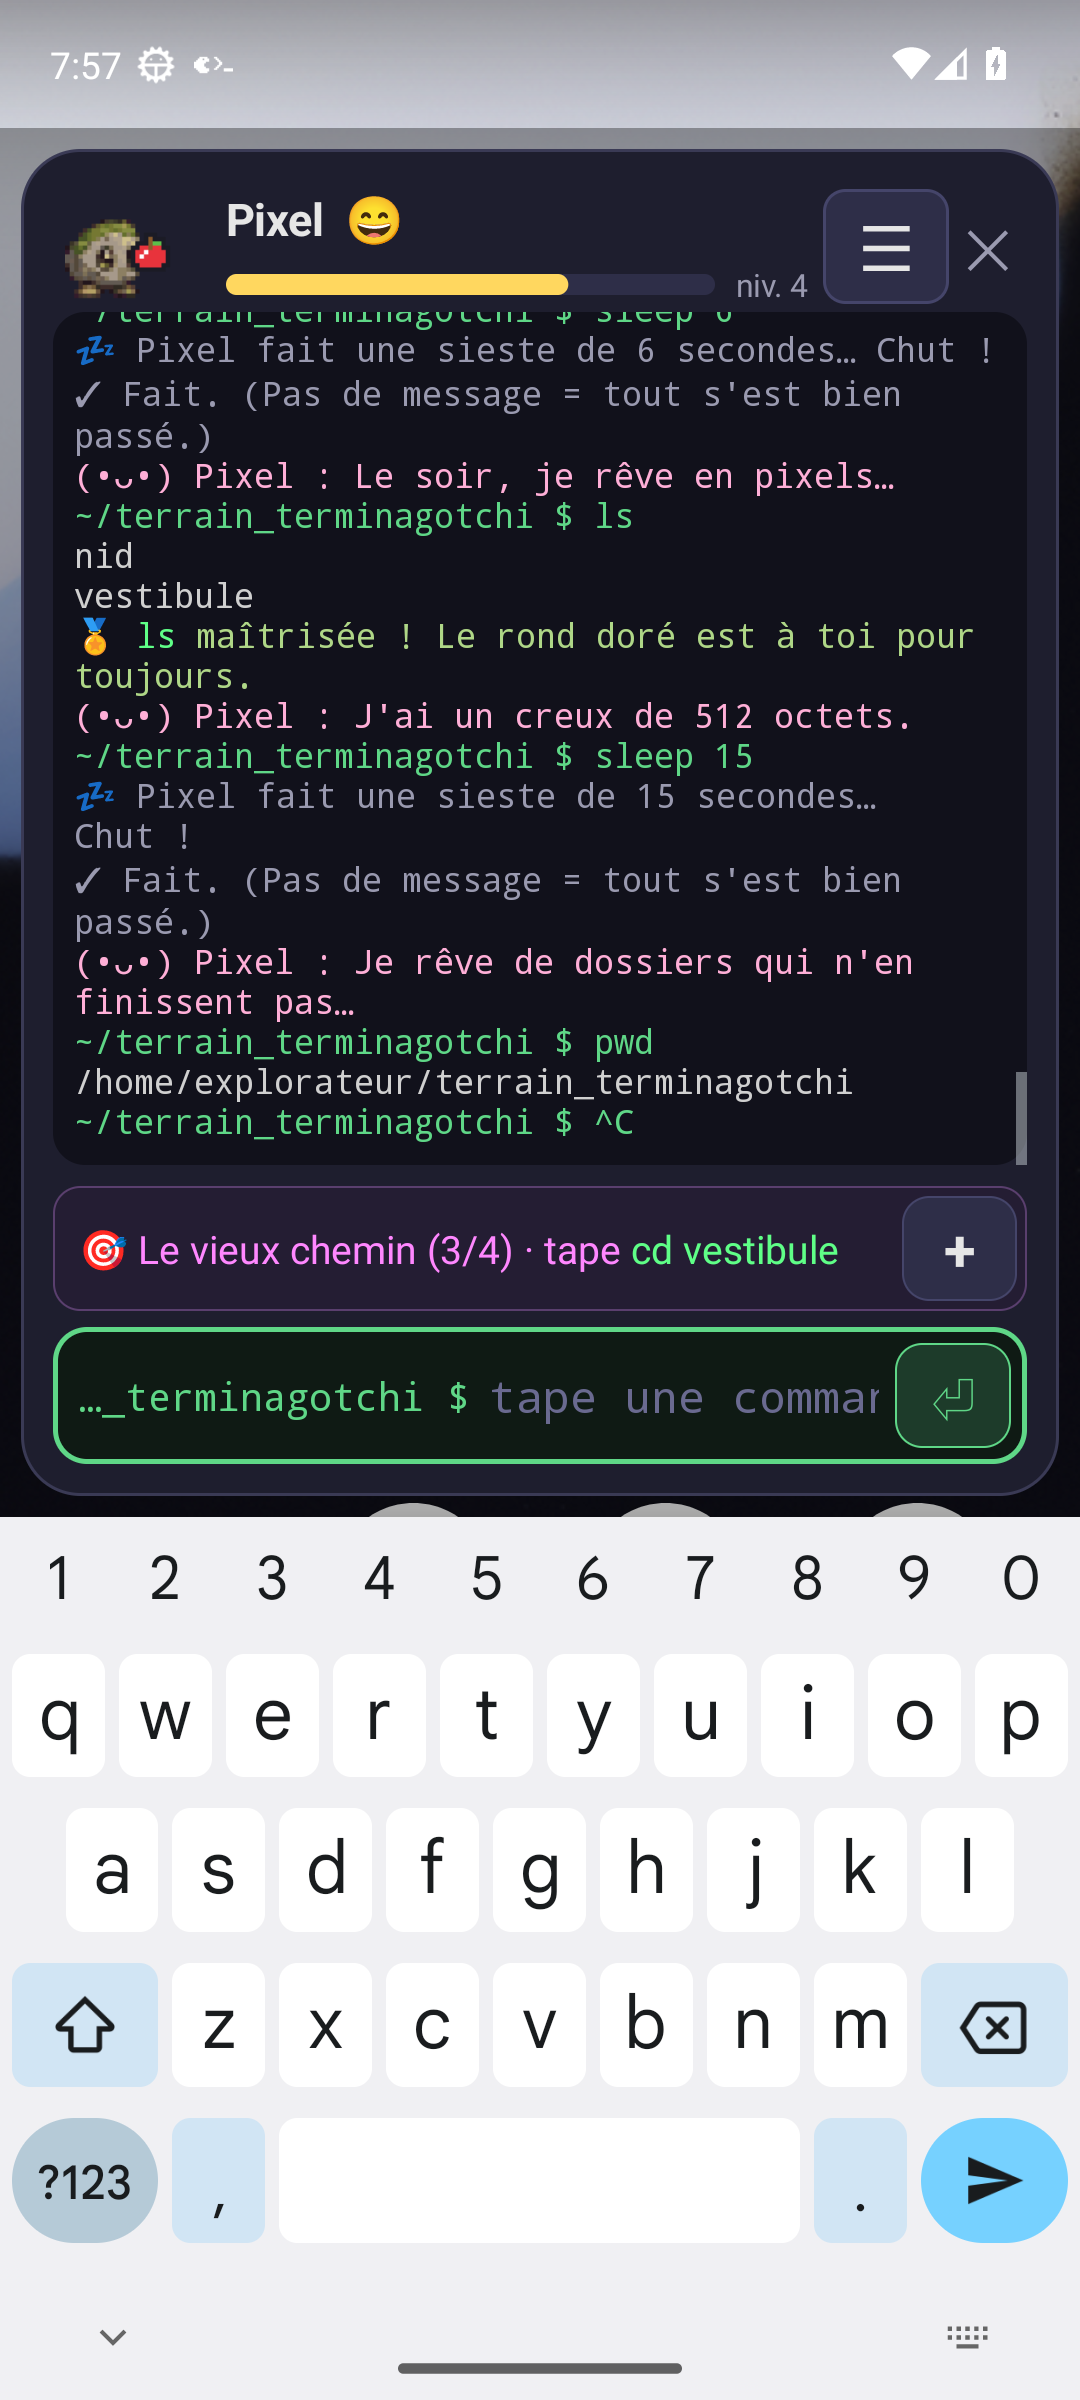 7:57
Pixel 😄
niv. 4
~/terrain_terminagotchi $ sleep 6
💤 Pixel fait une sieste de 6 secondes… Chut !
✓ Fait. (Pas de message = tout s'est bien
passé.)
(•ᴗ•) Pixel : Le soir, je rêve en pixels…
~/terrain_terminagotchi $ ls
nid
vestibule
🏅 ls maîtrisée ! Le rond doré est à toi pour
toujours.
(•ᴗ•) Pixel : J'ai un creux de 512 octets.
~/terrain_terminagotchi $ sleep 15
💤 Pixel fait une sieste de 15 secondes…
Chut !
✓ Fait. (Pas de message = tout s'est bien
passé.)
(•ᴗ•) Pixel : Je rêve de dossiers qui n'en
finissent pas…
~/terrain_terminagotchi $ pwd
/home/explorateur/terrain_terminagotchi
~/terrain_terminagotchi $ ^C
🎯 Le vieux chemin (3/4) · tape cd vestibule
+
…_terminagotchi $ tape une comman
1 2 3 4 5 6 7 8 9 0
q w e r t y u i o p
a s d f g h j k l
z x c v b n m
?123 , .